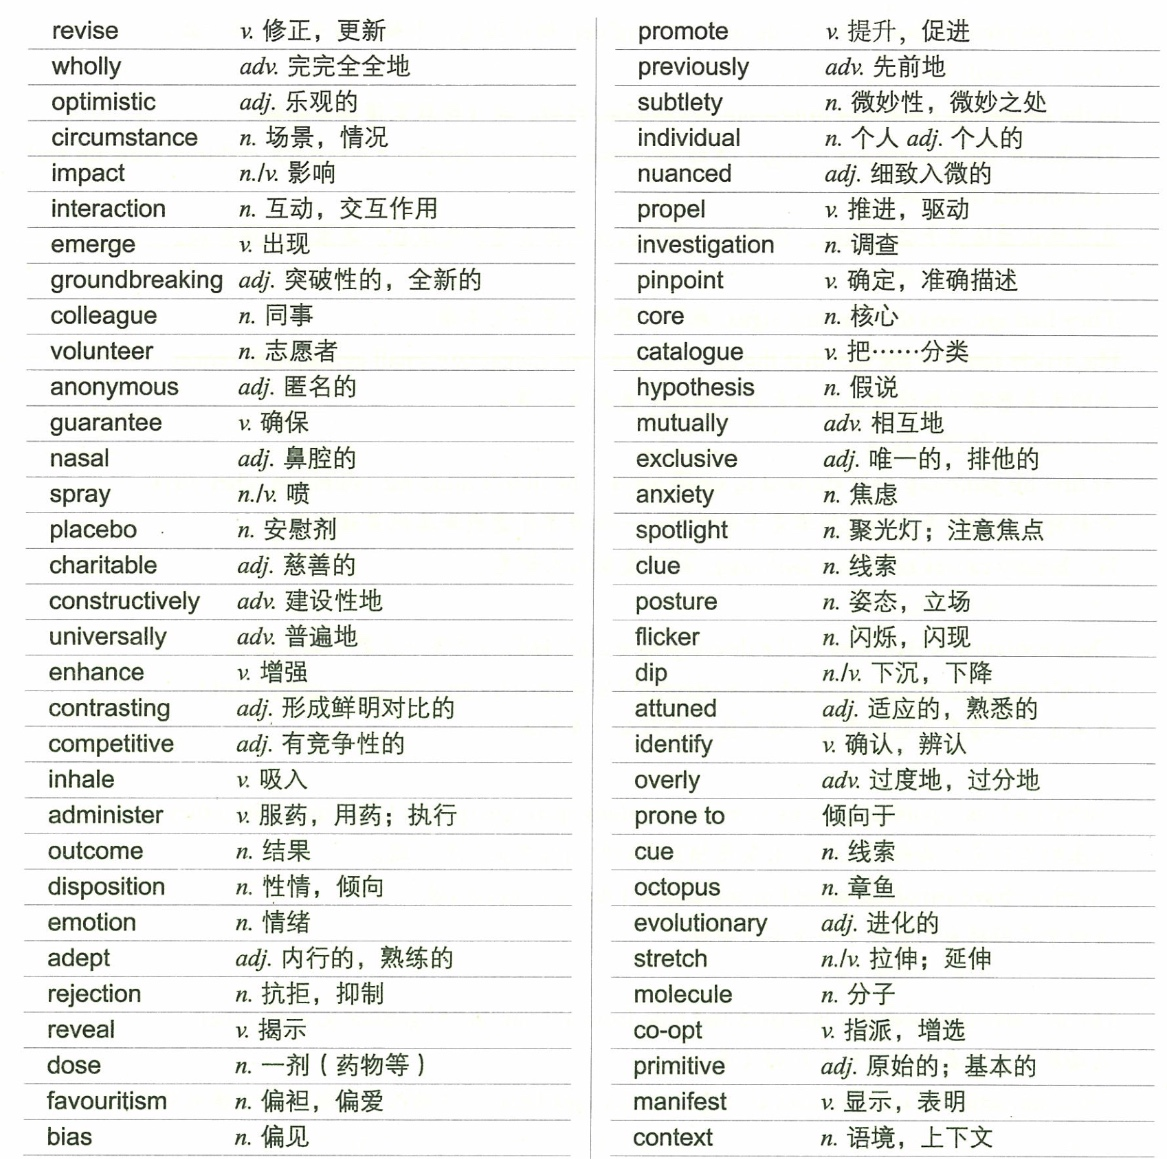 revise v. 修正，更新
wholly adv. 完完全全地
optimistic adj. 乐观的
circumstance n. 场景，情况
impact n./v. 影响
interaction n. 互动，交互作用
emerge v. 出现
groundbreaking adj. 突破性的，全新的
colleague n. 同事
volunteer n. 志愿者
anonymous adj. 匿名的
guarantee v. 确保
nasal adj. 鼻腔的
spray n./v. 喷
placebo n. 安慰剂
charitable adj. 慈善的
constructively adv. 建设性地
universally adv. 普遍地
enhance v. 增强
contrasting adj. 形成鲜明对比的
competitive adj. 有竞争性的
inhale v. 吸入
administer v. 服药，用药；执行
outcome n. 结果
disposition n. 性情，倾向
emotion n. 情绪
adept adj. 内行的，熟练的
rejection n. 抗拒，抑制
reveal v. 揭示
dose n. 一剂（药物等）
favouritism n. 偏袒，偏爱
bias n. 偏见
promote v. 提升，促进
previously adv. 先前地
subtlety n. 微妙性，微妙之处
individual n. 个人 adj. 个人的
nuanced adj. 细致入微的
propel v. 推进，驱动
investigation n. 调查
pinpoint v. 确定，准确描述
core n. 核心
catalogue v. 把……分类
hypothesis n. 假说
mutually adv. 相互地
exclusive adj. 唯一的，排他的
anxiety n. 焦虑
spotlight n. 聚光灯；注意焦点
clue n. 线索
posture n. 姿态，立场
flicker n. 闪烁，闪现
dip n./v. 下沉，下降
attuned adj. 适应的，熟悉的
identify v. 确认，辨认
overly adv. 过度地，过分地
prone to 倾向于
cue n. 线索
octopus n. 章鱼
evolutionary adj. 进化的
stretch n./v. 拉伸；延伸
molecule n. 分子
co-opt v. 指派，增选
primitive adj. 原始的；基本的
manifest v. 显示，表明
context n. 语境，上下文